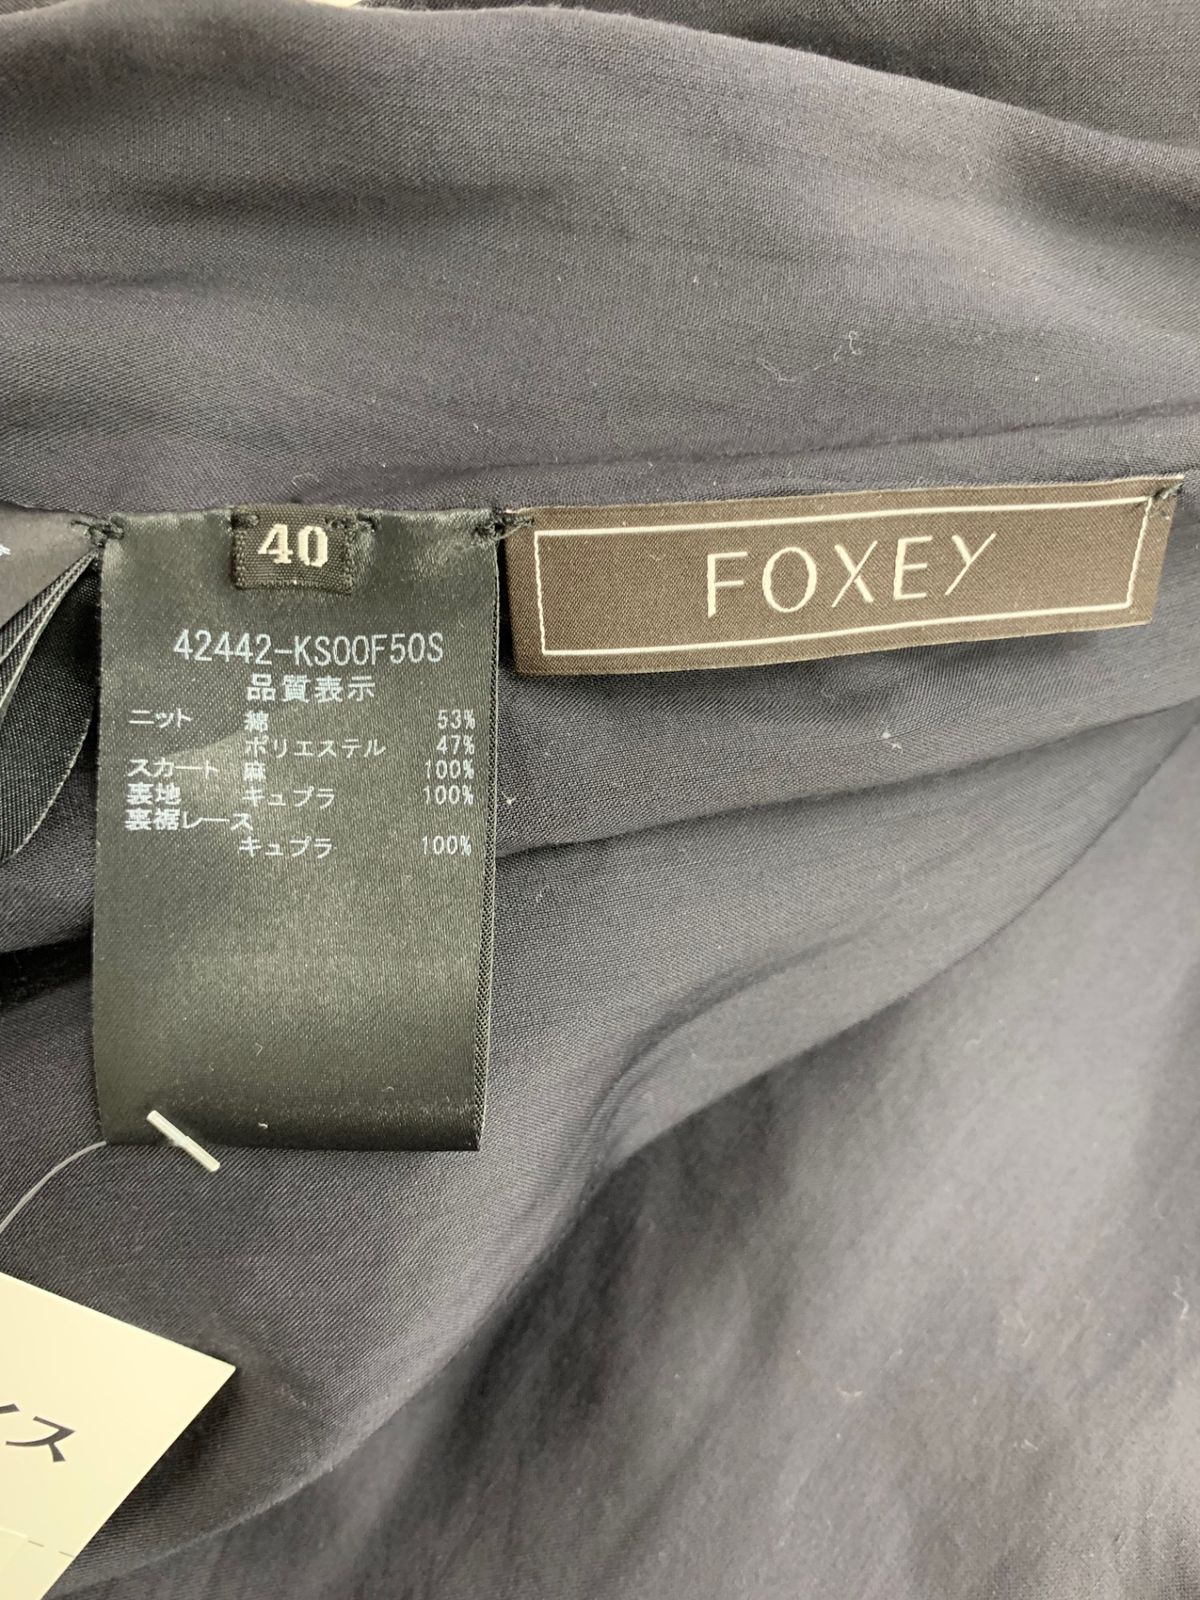 40
FOXEY
42442-KS00F50S
品質表示
ニット 綿 53%
ポリエステル 47%
スカート 麻 100%
裏地 キュプラ 100%
裏裾レース
キュプラ 100%
イス